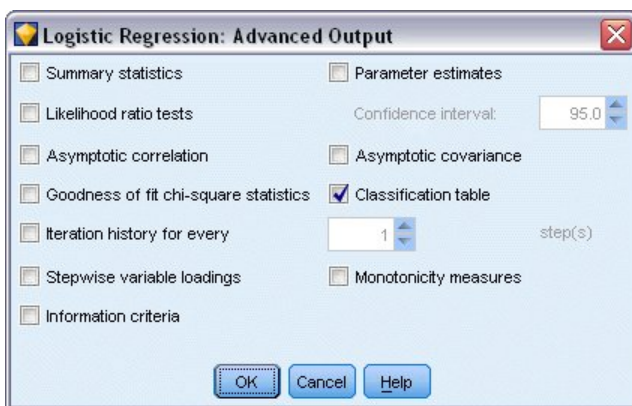 Logistic Regression: Advanced Output
Summary statistics
Parameter estimates
Likelihood ratio tests
Confidence interval: 95.0
Asymptotic correlation
Asymptotic covariance
Goodness of fit chi-square statistics
Classification table
Iteration history for every 1 step(s)
Stepwise variable loadings
Monotonicity measures
Information criteria
OK
Cancel
Help